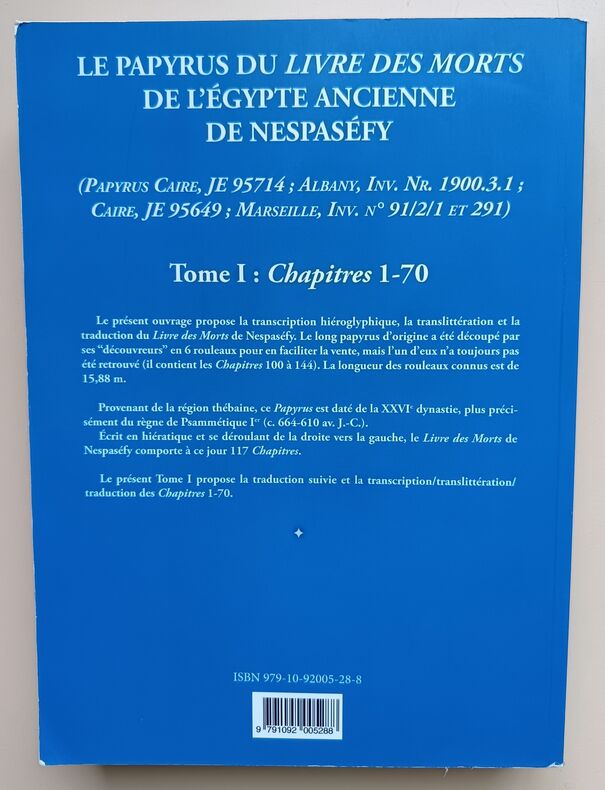 LE PAPYRUS DU LIVRE DES MORTS
DE L'ÉGYPTE ANCIENNE
DE NESPASÉFY
(PAPYRUS CAIRE, JE 95714 ; ALBANY, INV. NR. 1900.3.1 ;
CAIRE, JE 95649 ; MARSEILLE, INV. N° 91/2/1 ET 291)
Tome I : Chapitres 1-70
Le présent ouvrage propose la transcription hiéroglyphique, la translittération et la
traduction du Livre des Morts de Nespaséfy. Le long papyrus d'origine a été découpé par
ses "découvreurs" en 6 rouleaux pour en faciliter la vente, mais l'un d'eux n'a toujours pas
été retrouvé (il contient les Chapitres 100 à 144). La longueur des rouleaux connus est de
15,88 m.
Provenant de la région thébaine, ce Papyrus est daté de la XXVIe dynastie, plus préci-
sément du règne de Psammétique Ier (c. 664-610 av. J.-C.).
Écrit en hiératique et se déroulant de la droite vers la gauche, le Livre des Morts de
Nespaséfy comporte à ce jour 117 Chapitres.
Le présent Tome I propose la traduction suivie et la transcription/translittération/
traduction des Chapitres 1-70.
ISBN 979-10-92005-28-8
9 791092 005288